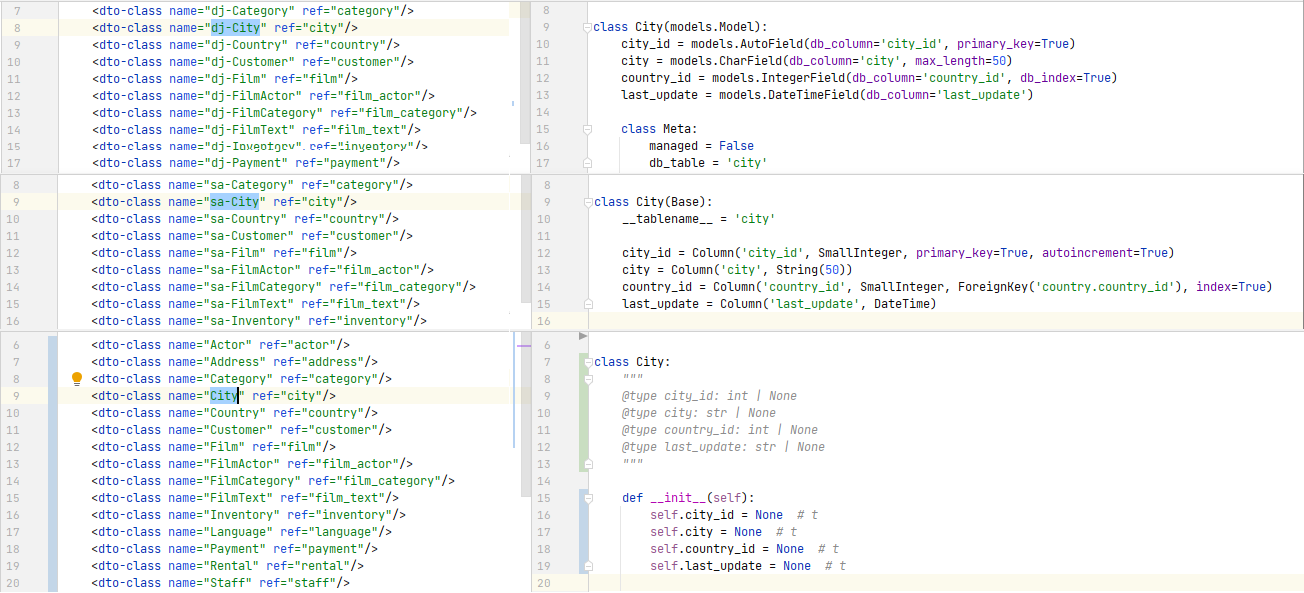 7 <dto-class name="dj-Category" ref="category"/>
8 <dto-class name="dj-City" ref="city"/>
9 <dto-class name="dj-Country" ref="country"/>
10 <dto-class name="dj-Customer" ref="customer"/>
11 <dto-class name="dj-Film" ref="film"/>
12 <dto-class name="dj-FilmActor" ref="film_actor"/>
13 <dto-class name="dj-FilmCategory" ref="film_category"/>
14 <dto-class name="dj-FilmText" ref="film_text"/>
15 <dto-class name="dj-Inventory" ref="inventory"/>
17 <dto-class name="dj-Payment" ref="payment"/>
8
9 class City(models.Model):
10 city_id = models.AutoField(db_column='city_id', primary_key=True)
11 city = models.CharField(db_column='city', max_length=50)
12 country_id = models.IntegerField(db_column='country_id', db_index=True)
13 last_update = models.DateTimeField(db_column='last_update')
14
15 class Meta:
16 managed = False
17 db_table = 'city'
8 <dto-class name="sa-Category" ref="category"/>
9 <dto-class name="sa-City" ref="city"/>
10 <dto-class name="sa-Country" ref="country"/>
11 <dto-class name="sa-Customer" ref="customer"/>
12 <dto-class name="sa-Film" ref="film"/>
13 <dto-class name="sa-FilmActor" ref="film_actor"/>
14 <dto-class name="sa-FilmCategory" ref="film_category"/>
15 <dto-class name="sa-FilmText" ref="film_text"/>
16 <dto-class name="sa-Inventory" ref="inventory"/>
8
9 class City(Base):
10 __tablename__ = 'city'
11
12 city_id = Column('city_id', SmallInteger, primary_key=True, autoincrement=True)
13 city = Column('city', String(50))
14 country_id = Column('country_id', SmallInteger, ForeignKey('country.country_id'), index=True)
15 last_update = Column('last_update', DateTime)
16
6 <dto-class name="Actor" ref="actor"/>
7 <dto-class name="Address" ref="address"/>
8 <dto-class name="Category" ref="category"/>
9 <dto-class name="City" ref="city"/>
10 <dto-class name="Country" ref="country"/>
11 <dto-class name="Customer" ref="customer"/>
12 <dto-class name="Film" ref="film"/>
13 <dto-class name="FilmActor" ref="film_actor"/>
14 <dto-class name="FilmCategory" ref="film_category"/>
15 <dto-class name="FilmText" ref="film_text"/>
16 <dto-class name="Inventory" ref="inventory"/>
17 <dto-class name="Language" ref="language"/>
18 <dto-class name="Payment" ref="payment"/>
19 <dto-class name="Rental" ref="rental"/>
20 <dto-class name="Staff" ref="staff"/>
6
7 class City:
8 """
9 @type city_id: int | None
10 @type city: str | None
11 @type country_id: int | None
12 @type last_update: str | None
13 """
14
15 def __init__(self):
16 self.city_id = None # t
17 self.city = None # t
18 self.country_id = None # t
19 self.last_update = None # t
20